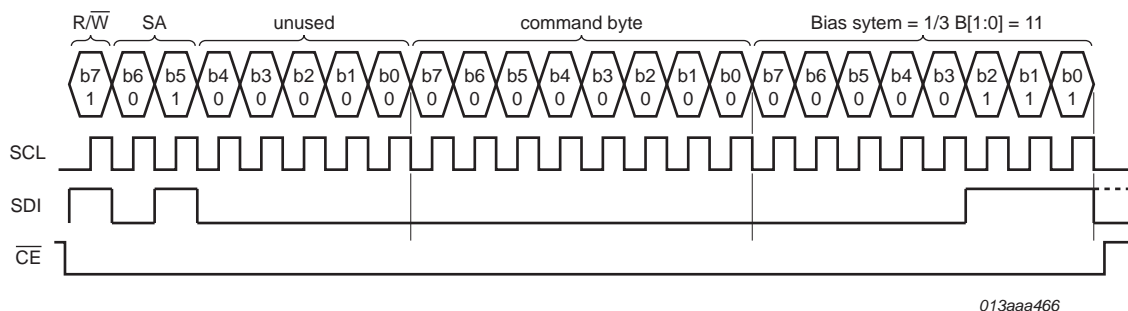 R/W SA unused command byte Bias sytem = 1/3 B[1:0] = 11
b7 b6 b5 b4 b3 b2 b1 b0 b7 b6 b5 b4 b3 b2 b1 b0 b7 b6 b5 b4 b3 b2 b1 b0
1 0 1 0 0 0 0 0 0 0 0 0 0 0 0 0 0 0 0 0 0 1 1 1
SCL
SDI
CE
013aaa466